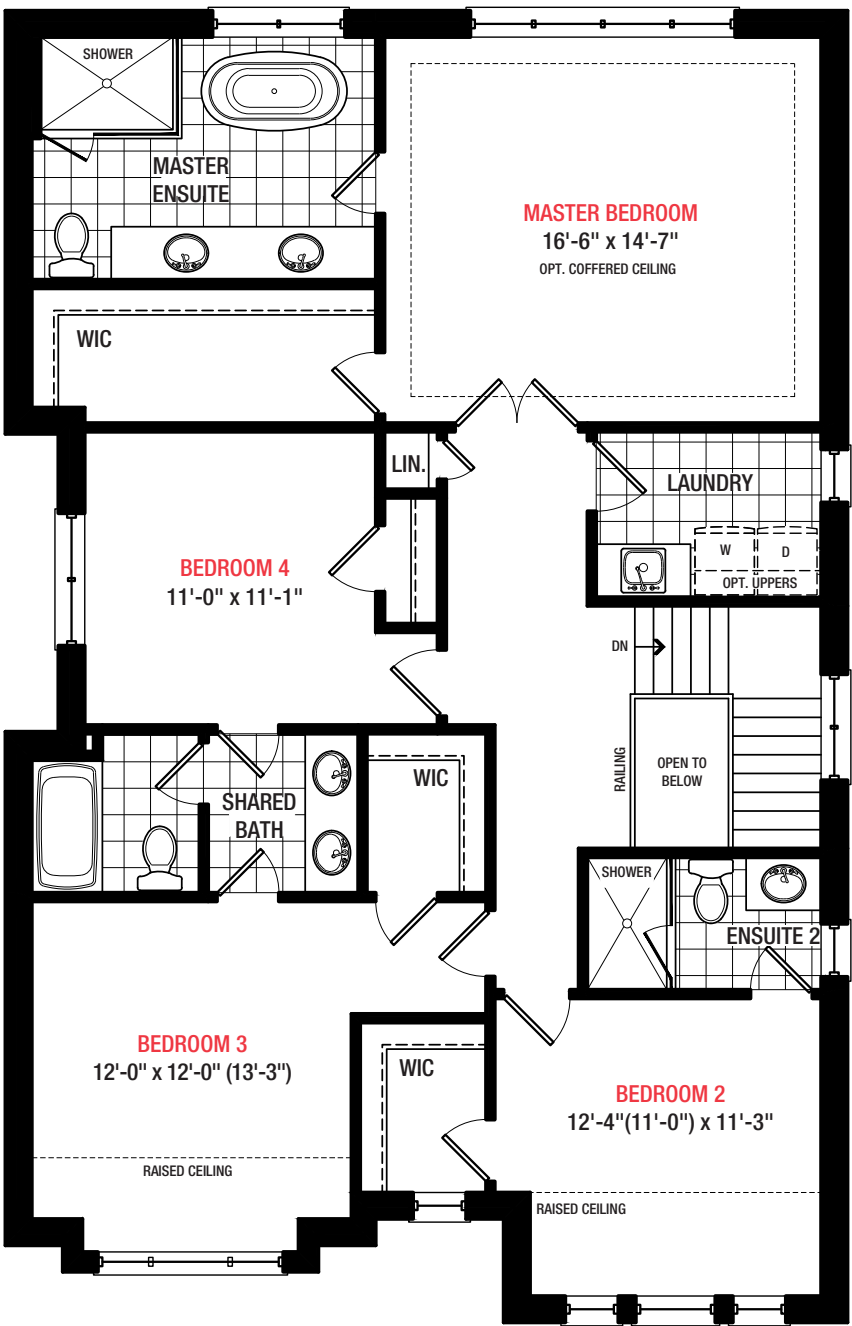 SHOWER
MASTER
ENSUITE
MASTER BEDROOM
16'-6" x 14'-7"
OPT. COFFERED CEILING
WIC
LIN.
LAUNDRY
W
D
OPT. UPPERS
BEDROOM 4
11'-0" x 11'-1"
DN
RAILING
OPEN TO
BELOW
SHARED
BATH
WIC
SHOWER
ENSUITE 2
BEDROOM 3
12'-0" x 12'-0" (13'-3")
RAISED CEILING
WIC
BEDROOM 2
12'-4"(11'-0") x 11'-3"
RAISED CEILING